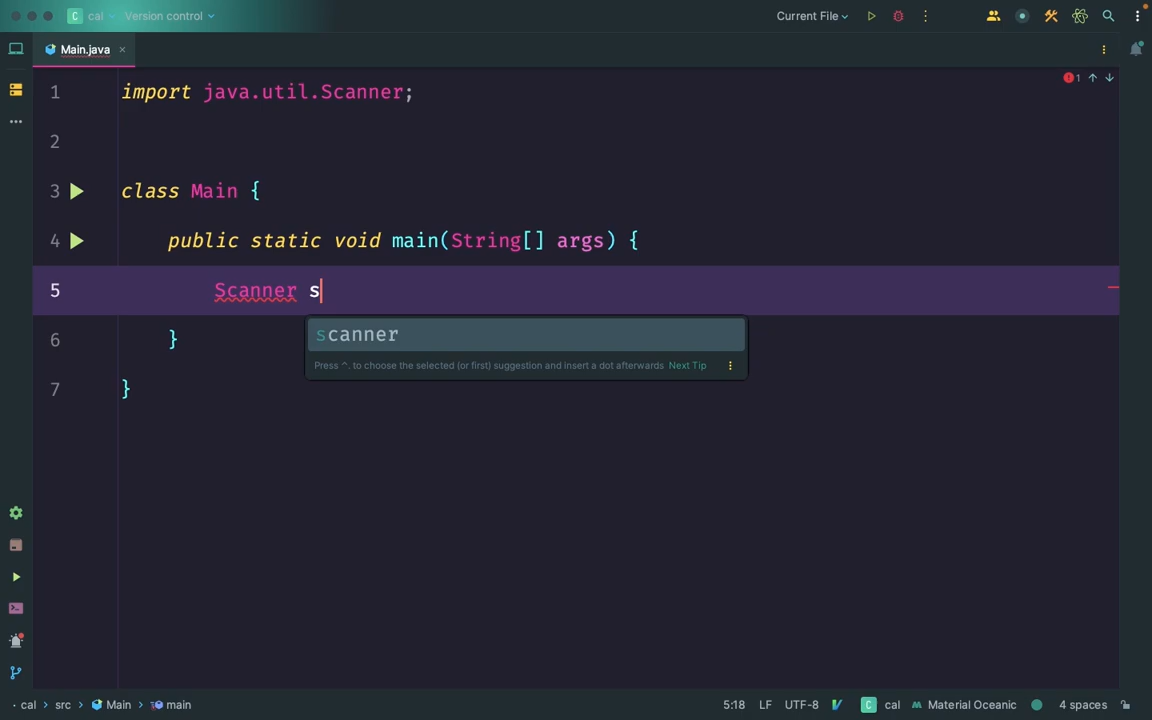 C cal Version control Current File
Main.java
1
1 import java.util.Scanner;
2
3 class Main {
4 public static void main(String[] args) {
5 Scanner s
scanner
Press ^. to choose the selected (or first) suggestion and insert a dot afterwards Next Tip
6 }
7 }
cal > src > Main > main 5:18 LF UTF-8 C cal Material Oceanic 4 spaces